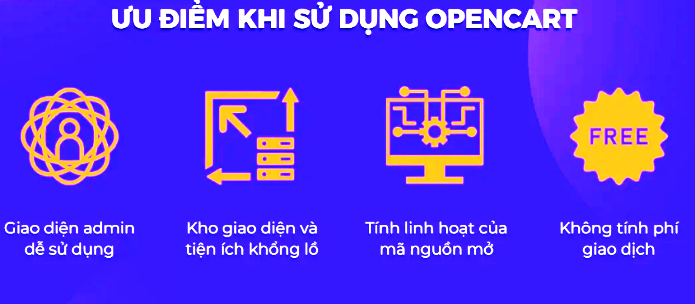 ƯU ĐIỂM KHI SỬ DỤNG OPENCART
FREE
Giao diện admin
dễ sử dụng
Kho giao diện và
tiện ích khổng lồ
Tính linh hoạt của
mã nguồn mở
Không tính phí
giao dịch